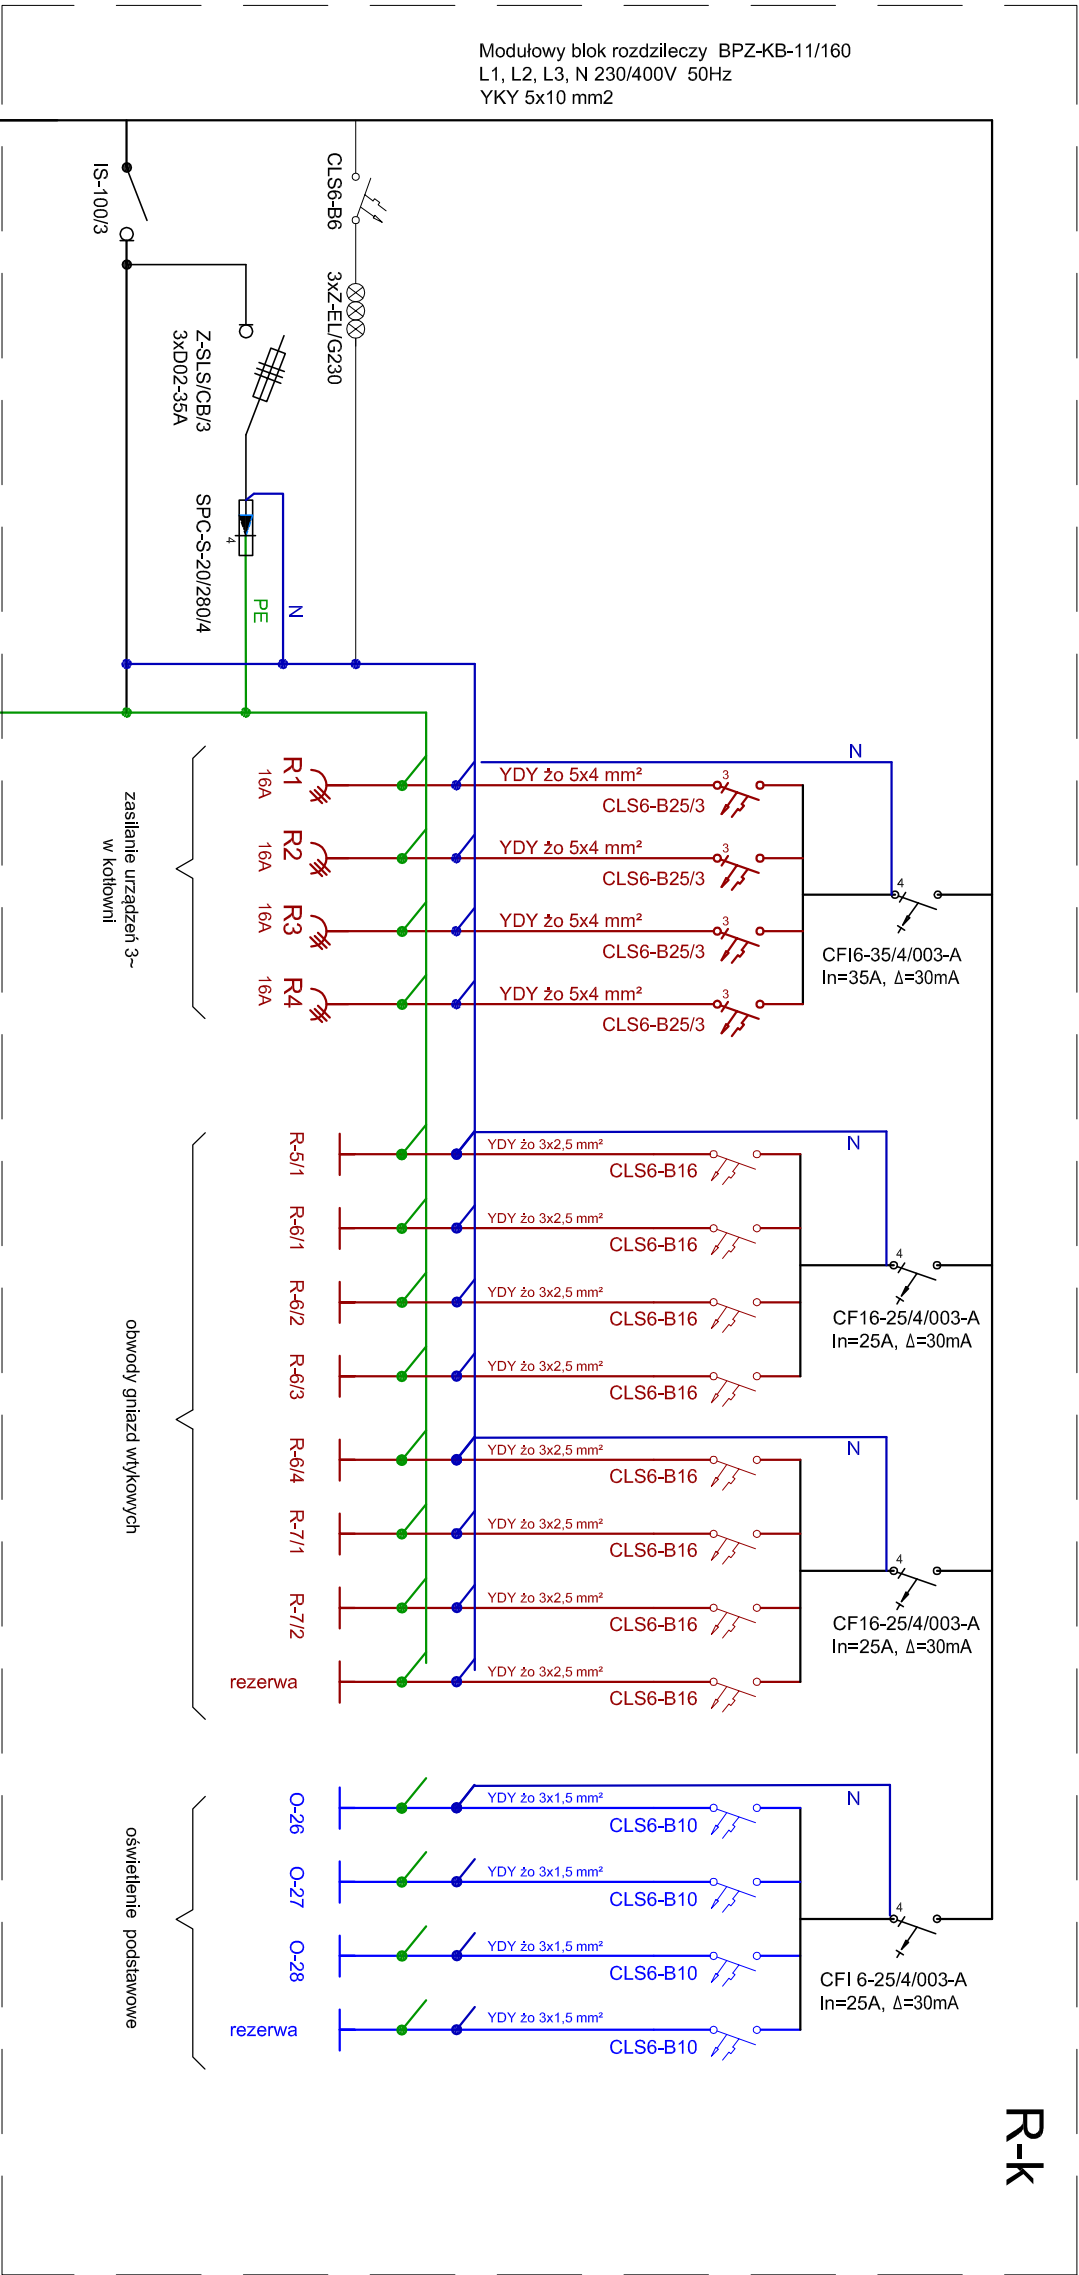 Modułowy blok rozdzileczy BPZ-KB-11/160
L1, L2, L3, N 230/400V 50Hz
YKY 5x10 mm2
IS-100/3
CLS6-B6
3xZ-EL/G230
Z-SLS/CB/3
3xD02-35A
SPC-S-20/280/4
4
PE
N
N
R1
16A
YDY żo 5x4 mm²
3
CLS6-B25/3
R2
16A
YDY żo 5x4 mm²
3
CLS6-B25/3
R3
16A
YDY żo 5x4 mm²
3
CLS6-B25/3
R4
16A
YDY żo 5x4 mm²
3
CLS6-B25/3
4
CFI6-35/4/003-A
In=35A, Δ=30mA
zasilanie urządzeń 3~
w kotłowni
N
R-5/1
YDY żo 3x2,5 mm²
CLS6-B16
R-6/1
YDY żo 3x2,5 mm²
CLS6-B16
R-6/2
YDY żo 3x2,5 mm²
CLS6-B16
R-6/3
YDY żo 3x2,5 mm²
CLS6-B16
4
CF16-25/4/003-A
In=25A, Δ=30mA
obwody gniazd wtykowych
N
R-6/4
YDY żo 3x2,5 mm²
CLS6-B16
R-7/1
YDY żo 3x2,5 mm²
CLS6-B16
R-7/2
YDY żo 3x2,5 mm²
CLS6-B16
rezerwa
YDY żo 3x2,5 mm²
CLS6-B16
4
CF16-25/4/003-A
In=25A, Δ=30mA
N
O-26
YDY żo 3x1,5 mm²
CLS6-B10
O-27
YDY żo 3x1,5 mm²
CLS6-B10
O-28
YDY żo 3x1,5 mm²
CLS6-B10
rezerwa
YDY żo 3x1,5 mm²
CLS6-B10
4
CFI 6-25/4/003-A
In=25A, Δ=30mA
oświetlenie podstawowe
R-k